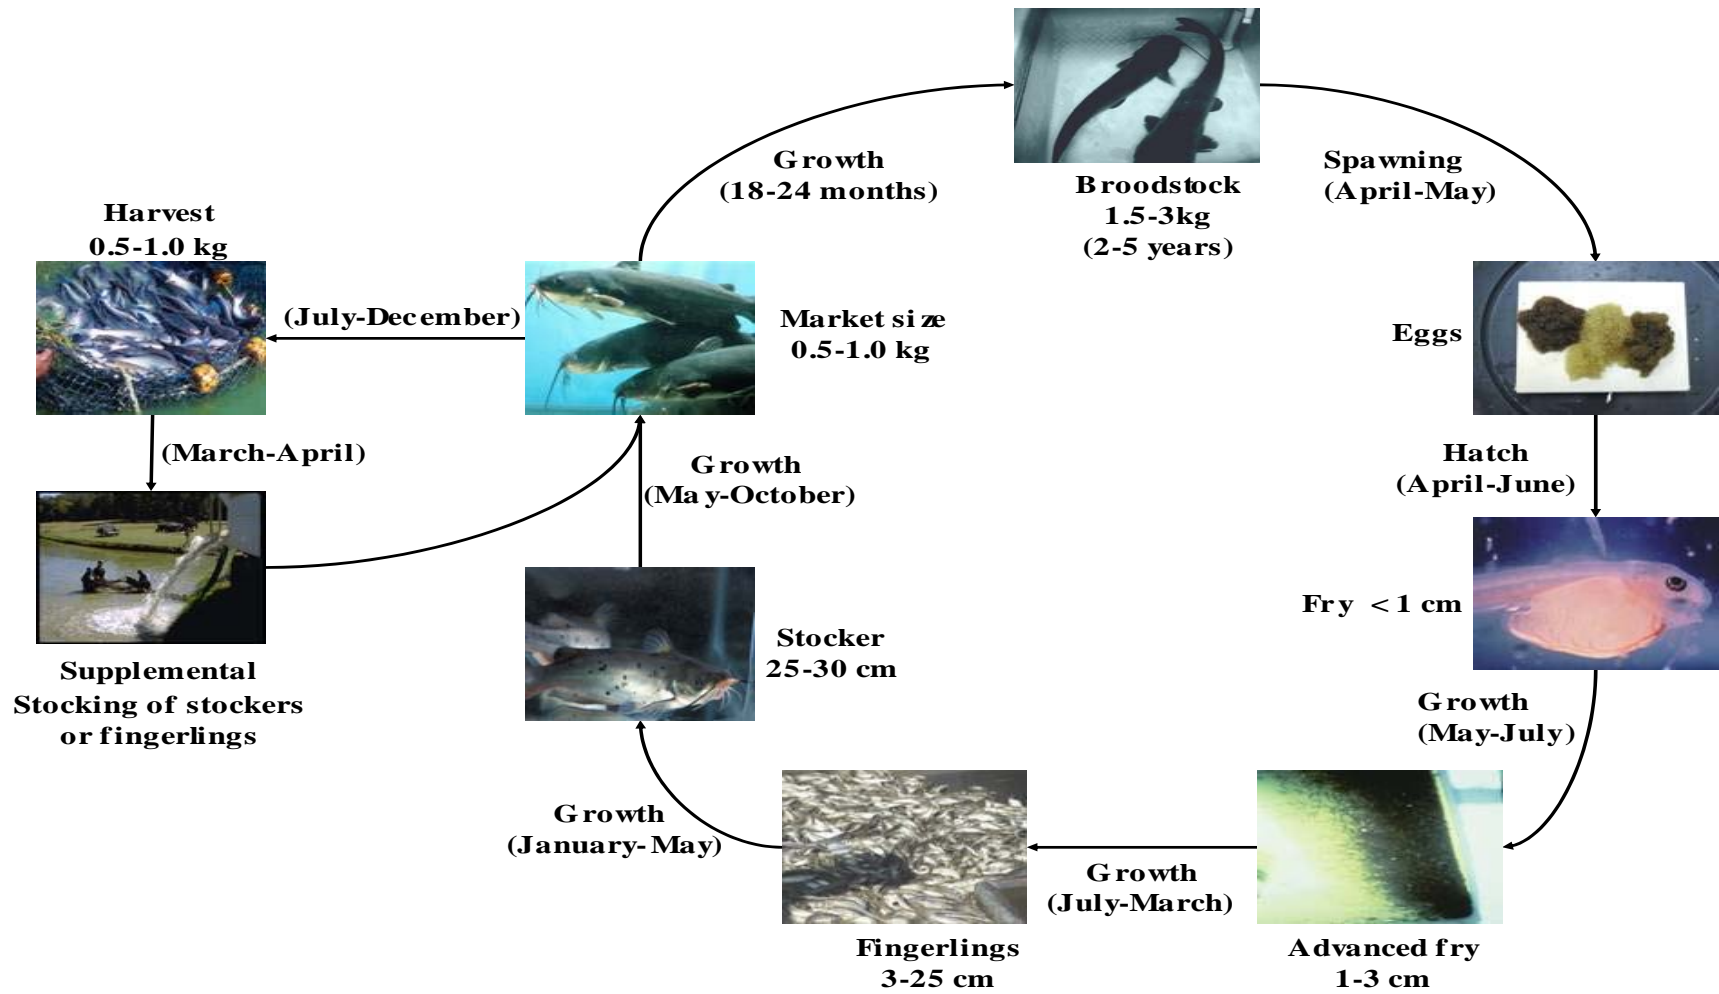 Growth
(18-24 months)
Broodstock
1.5-3kg
(2-5 years)
Spawning
(April-May)
Harvest
0.5-1.0 kg
(July-December)
Market size
0.5-1.0 kg
Eggs
(March-April)
Growth
(May-October)
Hatch
(April-June)
Fry < 1 cm
Stocker
25-30 cm
Supplemental
Stocking of stockers
or fingerlings
Growth
(May-July)
Growth
(January-May)
Growth
(July-March)
Fingerlings
3-25 cm
Advanced fry
1-3 cm